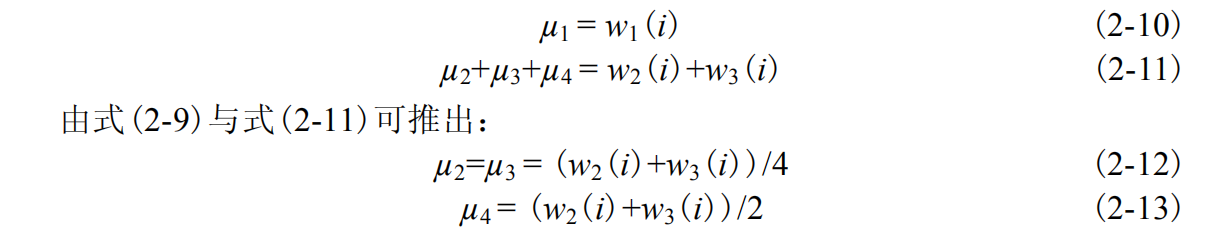 μ1 = w1(i) (2-10)
μ2+μ3+μ4 = w2(i)+w3(i) (2-11)
由式(2-9)与式(2-11)可推出：
μ2=μ3 = (w2(i)+w3(i))/4 (2-12)
μ4 = (w2(i)+w3(i))/2 (2-13)